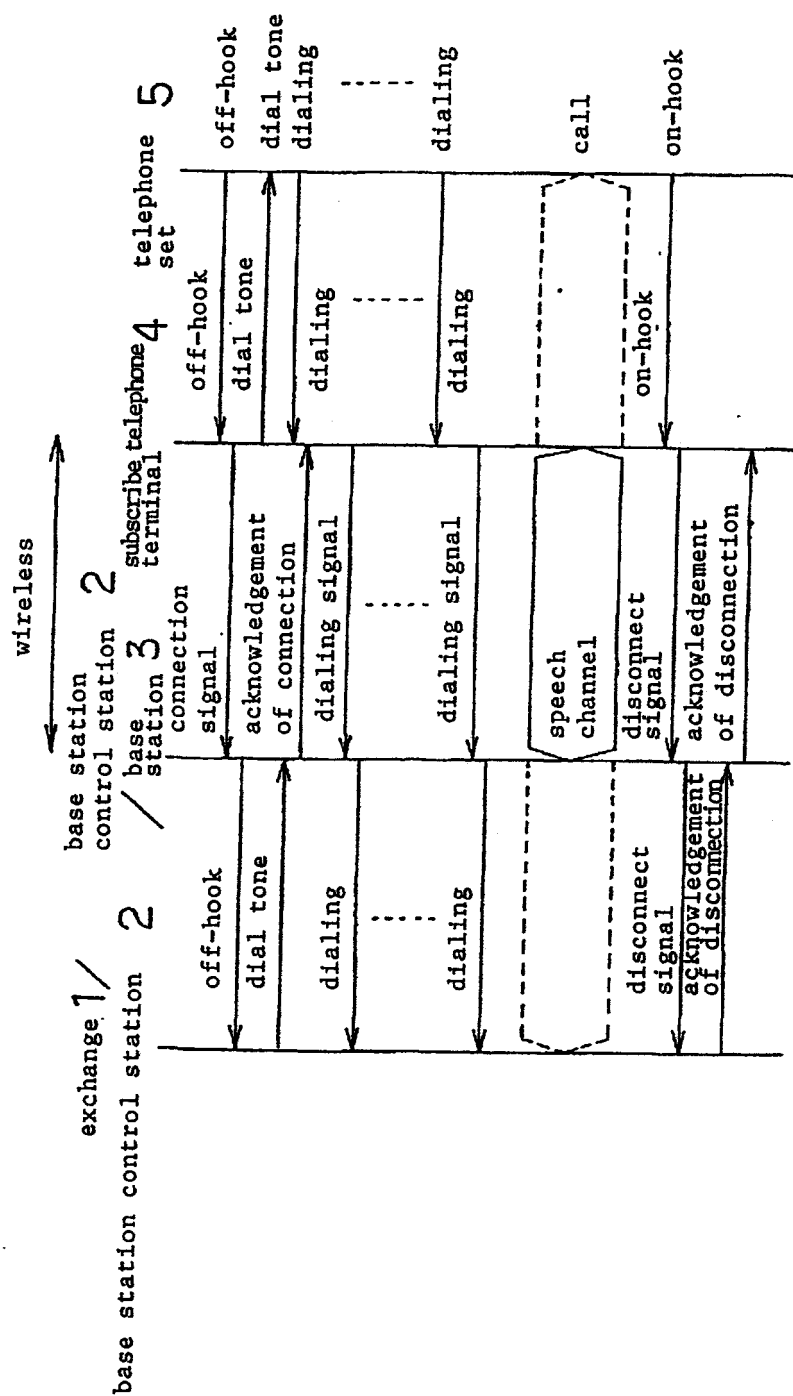 wireless
exchange 1/
base station control station 2
base station
control station 2
/ base
station 3
subscribe telephone 4
terminal
telephone 5
set
off-hook
dial tone
dialing
dialing
connection
signal
acknowledgement
of connection
dialing signal
dialing signal
off-hook
dial tone
dialing
dialing
off-hook
dial tone
dialing
dialing
speech
channel
call
disconnect
signal
acknowledgement
of disconnection
disconnect
signal
acknowledgement
of disconnection
on-hook
on-hook